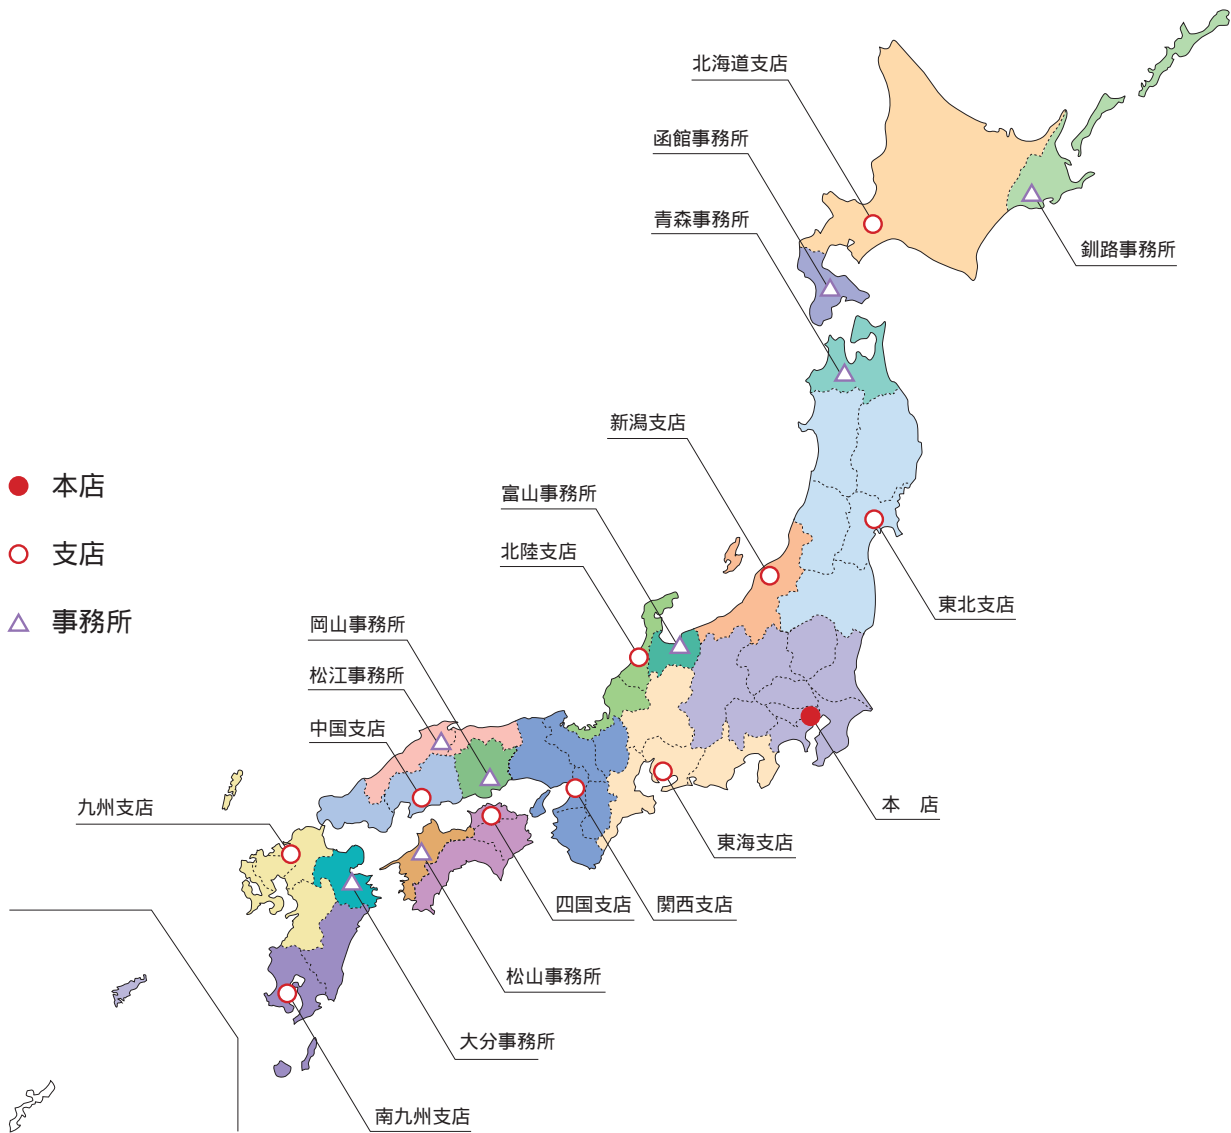 北海道支店
函館事務所
青森事務所
釧路事務所
新潟支店
本店
富山事務所
支店
北陸支店
東北支店
事務所
岡山事務所
松江事務所
中国支店
九州支店
本　店
東海支店
四国支店
関西支店
松山事務所
大分事務所
南九州支店